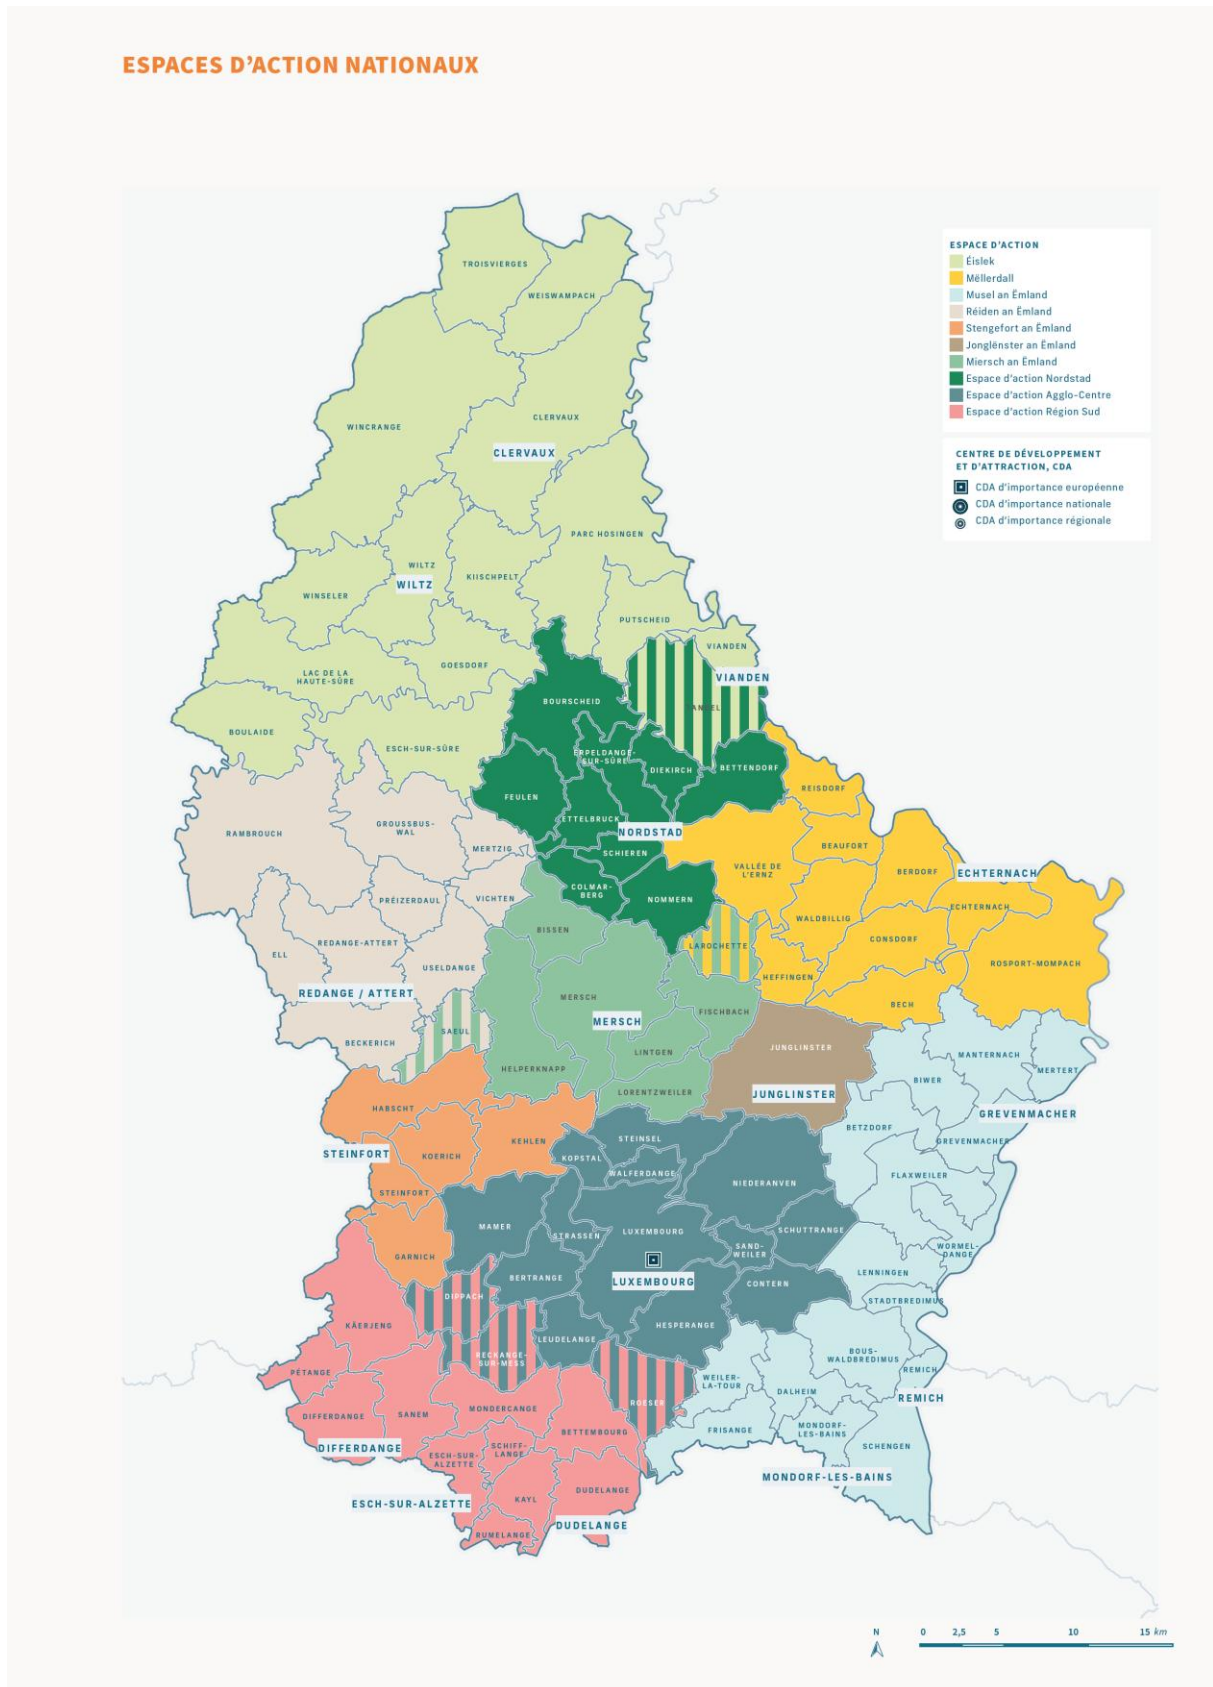 ESPACES D'ACTION NATIONAUX
ESPACE D'ACTION
Éislek
Mëllerdall
Musel an Ëmland
Réiden an Ëmland
Stengefort an Ëmland
Jonglënster an Ëmland
Miersch an Ëmland
Espace d'action Nordstad
Espace d'action Agglo-Centre
Espace d'action Région Sud
CENTRE DE DÉVELOPPEMENT
ET D'ATTRACTION, CDA
CDA d'importance européenne
CDA d'importance nationale
CDA d'importance régionale
TROISVIERGES
WEISWAMPACH
CLERVAUX
WINCRANGE
CLERVAUX
PARC HOSINGEN
WILTZ
KIISCHPELT
WILTZ
WINSELER
PUTSCHEID
VIANDEN
GOESDORF
LAC DE LA
HAUTE-SÛRE
VIANDEN
BOURSCHEID
TANDEL
BOULAIDE
ESCH-SUR-SÛRE
ERPELDANGE-
SUR-SÛRE
DIEKIRCH
BETTENDORF
REISDORF
FEULEN
ETTELBRUCK
NORDSTAD
RAMBROUCH
GROUSSBUS-
WAL
MERTZIG
SCHIEREN
BEAUFORT
VALLÉE DE
L'ERNZ
BERDORF
ECHTERNACH
COLMAR-
BERG
NOMMERN
PRÉIZERDAUL
VICHTEN
ECHTERNACH
WALDBILLIG
BISSEN
CONSDORF
LAROCHETTE
REDANGE-ATTERT
ELL
USELDANGE
ROSPORT-MOMPACH
HEFFINGEN
REDANGE / ATTERT
MERSCH
BECH
FISCHBACH
MERSCH
SAEUL
BECKERICH
JUNGLINSTER
LINTGEN
MANTERNACH
HELPERKNAPP
MERTERT
BIWER
LORENTZWEILER
JUNGLINSTER
HABSCHT
GREVENMACHER
BETZDORF
STEINSEL
KEHLEN
GREVENMACHER
STEINFORT
KOERICH
KOPSTAL
WALFERDANGE
FLAXWEILER
NIEDERANVEN
STEINFORT
MAMER
STRASSEN
LUXEMBOURG
SCHUTTRANGE
SAND-
WEILER
WORMEL-
DANGE
GARNICH
BERTRANGE
LUXEMBOURG
CONTERN
LENNINGEN
DIPPACH
STADTBREDIMUS
KÄERJENG
LEUDELANGE
HESPERANGE
RECKANGE-
SUR-MESS
BOUS-
WALDBREDIMUS
REMICH
PÉTANGE
WEILER-
LA-TOUR
DALHEIM
REMICH
ROESER
DIFFERDANGE
SANEM
MONDERCANGE
BETTEMBOURG
FRISANGE
MONDORF-
LES-BAINS
SCHENGEN
DIFFERDANGE
ESCH-SUR-
ALZETTE
SCHIFF-
LANGE
MONDORF-LES-BAINS
DUDELANGE
ESCH-SUR-ALZETTE
KAYL
DUDELANGE
RUMELANGE
N
0 2,5 5 10 15 km